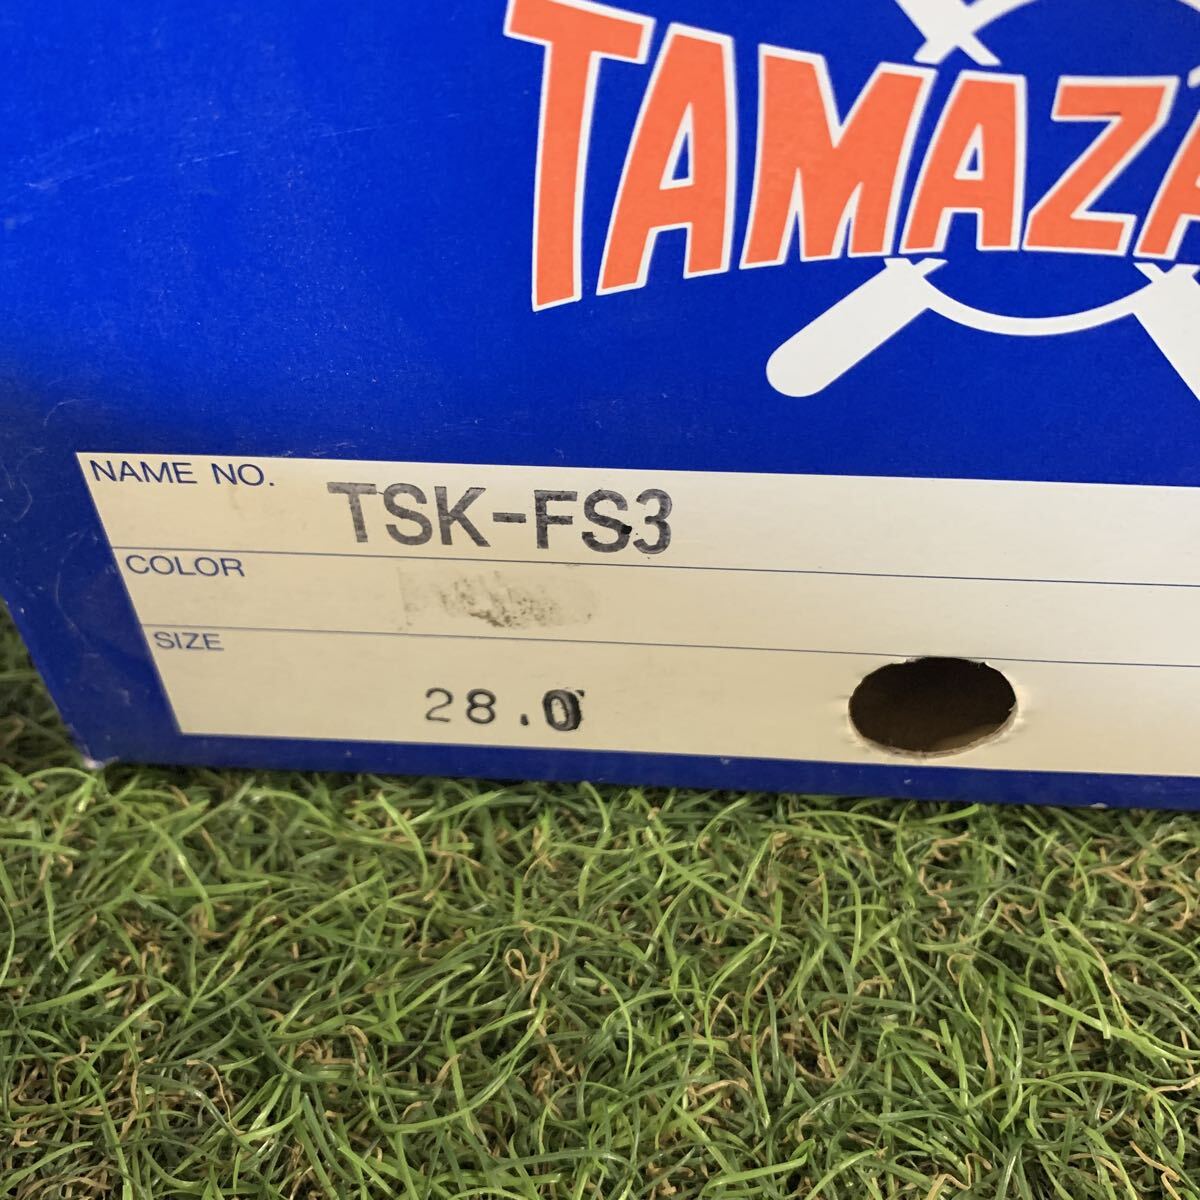 TAMAZA
NAME NO. TSK-FS3
COLOR
SIZE 28.0